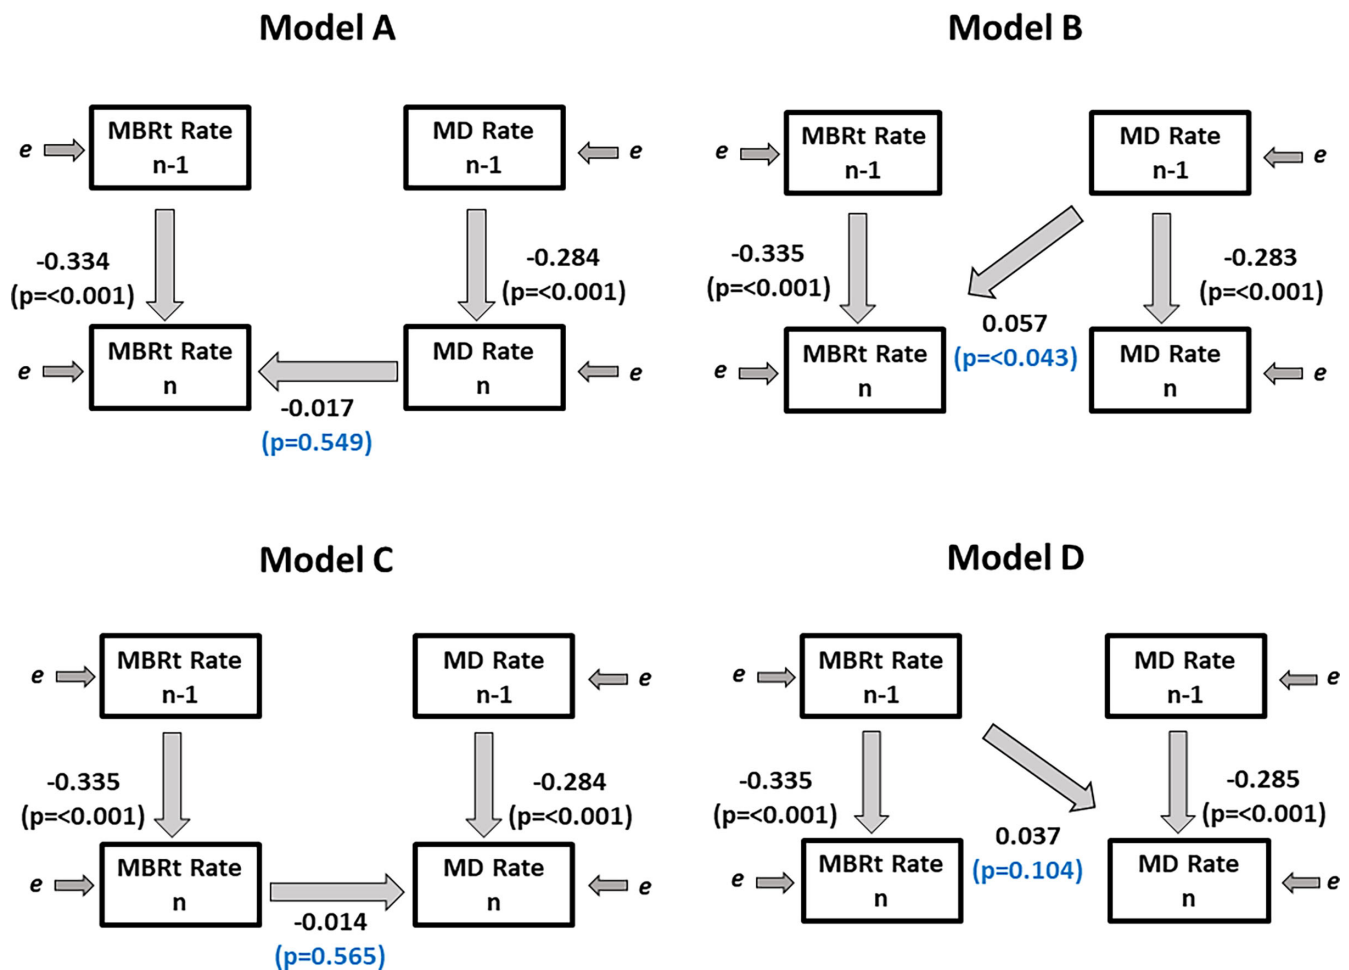 Model A
MBRt Rate
n-1
MD Rate
n-1
e
e
-0.334
(p=<0.001)
-0.284
(p=<0.001)
MBRt Rate
n
MD Rate
n
e
e
-0.017
(p=0.549)
Model B
MBRt Rate
n-1
MD Rate
n-1
e
e
-0.335
(p=<0.001)
-0.283
(p=<0.001)
0.057
(p=<0.043)
MBRt Rate
n
MD Rate
n
e
e
Model C
MBRt Rate
n-1
MD Rate
n-1
e
e
-0.335
(p=<0.001)
-0.284
(p=<0.001)
MBRt Rate
n
MD Rate
n
e
e
-0.014
(p=0.565)
Model D
MBRt Rate
n-1
MD Rate
n-1
e
e
-0.335
(p=<0.001)
-0.285
(p=<0.001)
0.037
(p=0.104)
MBRt Rate
n
MD Rate
n
e
e